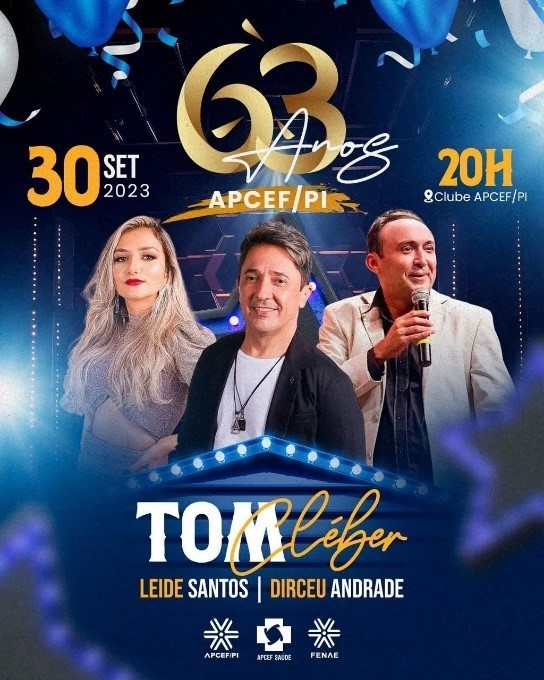 63
Anos
APCEF/PI
30 SET
2023
20H
Clube APCEF/PI
TOM Cléber
LEIDE SANTOS | DIRCEU ANDRADE
APCEF/PI
APCEF SAÚDE
FENAE